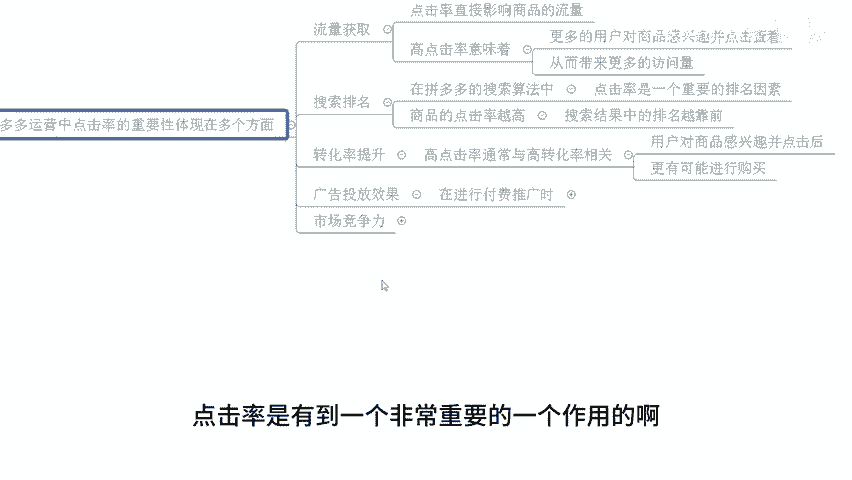 多多运营中点击率的重要性体现在多个方面
流量获取
点击率直接影响商品的流量
高点击率意味着
更多的用户对商品感兴趣并点击查看
从而带来更多的访问量
搜索排名
在拼多多的搜索算法中
点击率是一个重要的排名因素
商品的点击率越高
搜索结果中的排名越靠前
转化率提升
高点击率通常与高转化率相关
用户对商品感兴趣并点击后
更有可能进行购买
广告投放效果
在进行付费推广时
市场竞争力
点击率是有到一个非常重要的一个作用的啊